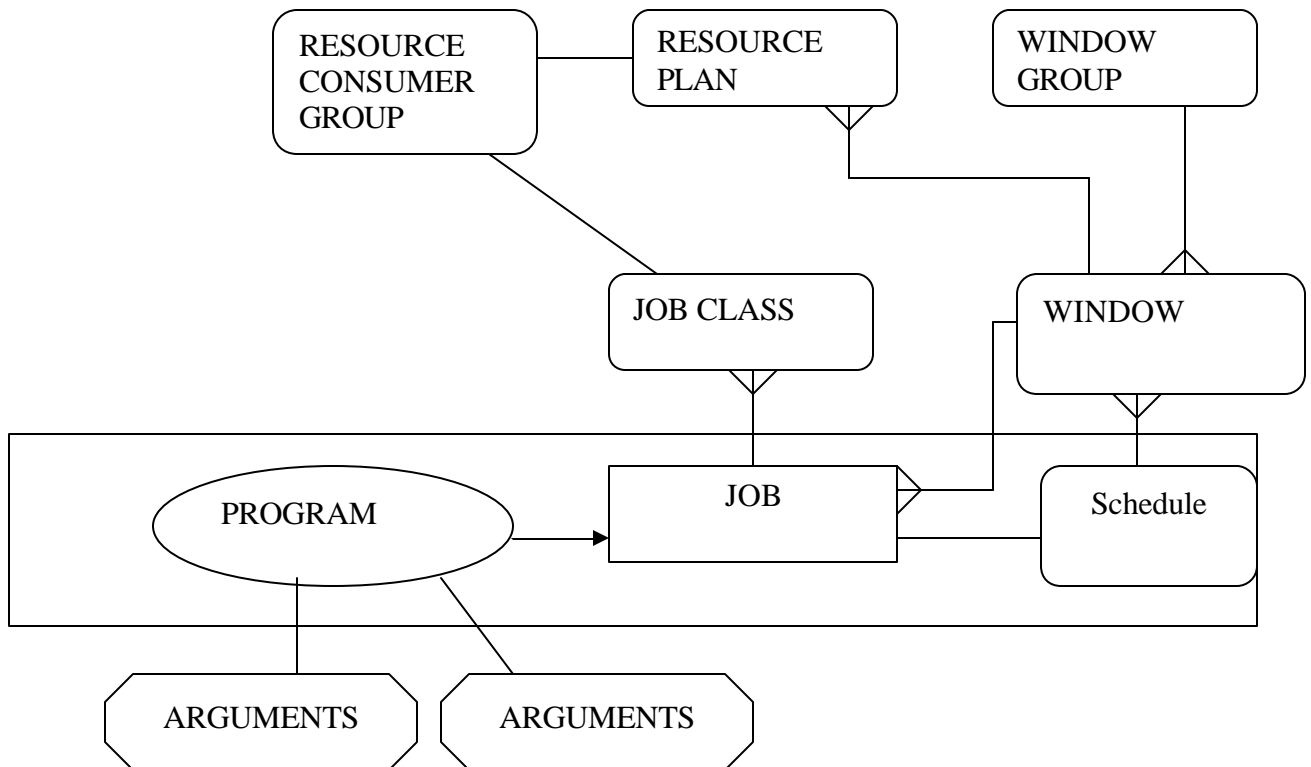 RESOURCE
CONSUMER
GROUP
RESOURCE
PLAN
WINDOW
GROUP
JOB CLASS
WINDOW
PROGRAM
JOB
Schedule
ARGUMENTS
ARGUMENTS